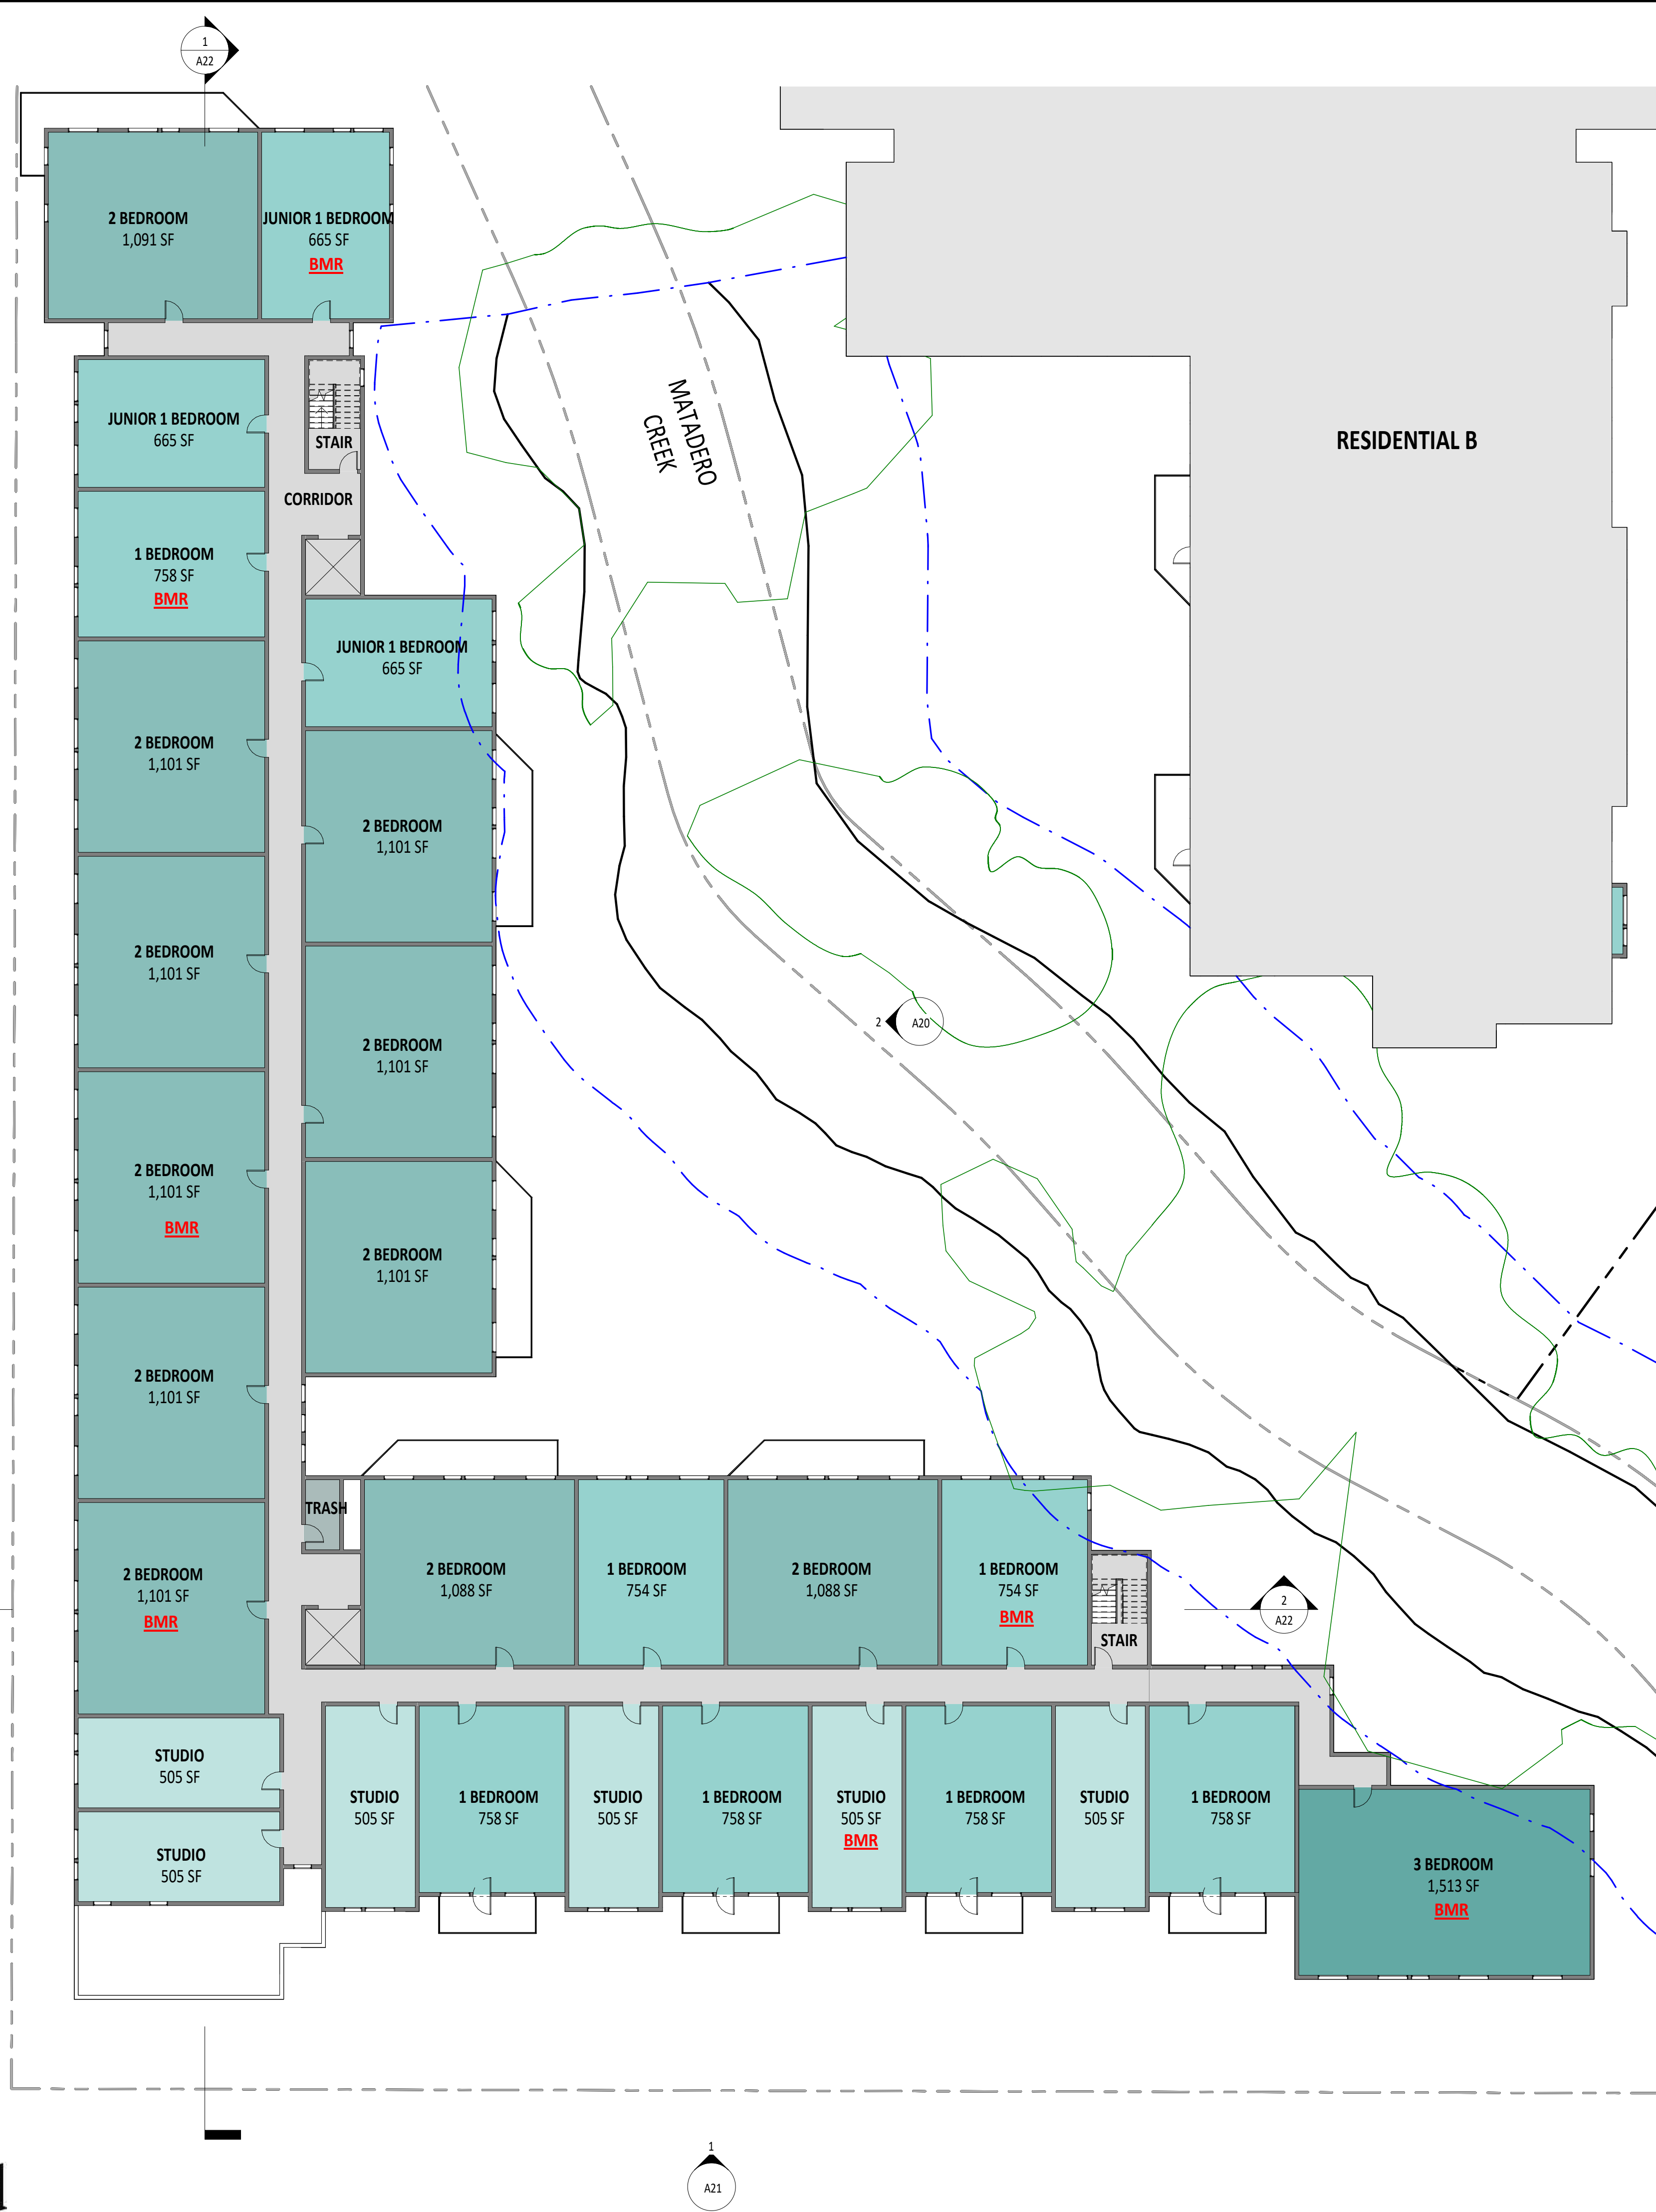 1
A22
2 BEDROOM
1,091 SF
JUNIOR 1 BEDROOM
665 SF
BMR
JUNIOR 1 BEDROOM
665 SF
STAIR
CORRIDOR
MATADERO
CREEK
RESIDENTIAL B
1 BEDROOM
758 SF
BMR
JUNIOR 1 BEDROOM
665 SF
2 BEDROOM
1,101 SF
2 BEDROOM
1,101 SF
2 BEDROOM
1,101 SF
2 BEDROOM
1,101 SF
2
A20
2 BEDROOM
1,101 SF
BMR
2 BEDROOM
1,101 SF
2 BEDROOM
1,101 SF
TRASH
2 BEDROOM
1,101 SF
BMR
2 BEDROOM
1,088 SF
1 BEDROOM
754 SF
2 BEDROOM
1,088 SF
1 BEDROOM
754 SF
BMR
STAIR
2
A22
STUDIO
505 SF
STUDIO
505 SF
STUDIO
505 SF
1 BEDROOM
758 SF
STUDIO
505 SF
1 BEDROOM
758 SF
STUDIO
505 SF
BMR
1 BEDROOM
758 SF
STUDIO
505 SF
1 BEDROOM
758 SF
3 BEDROOM
1,513 SF
BMR
1
A21